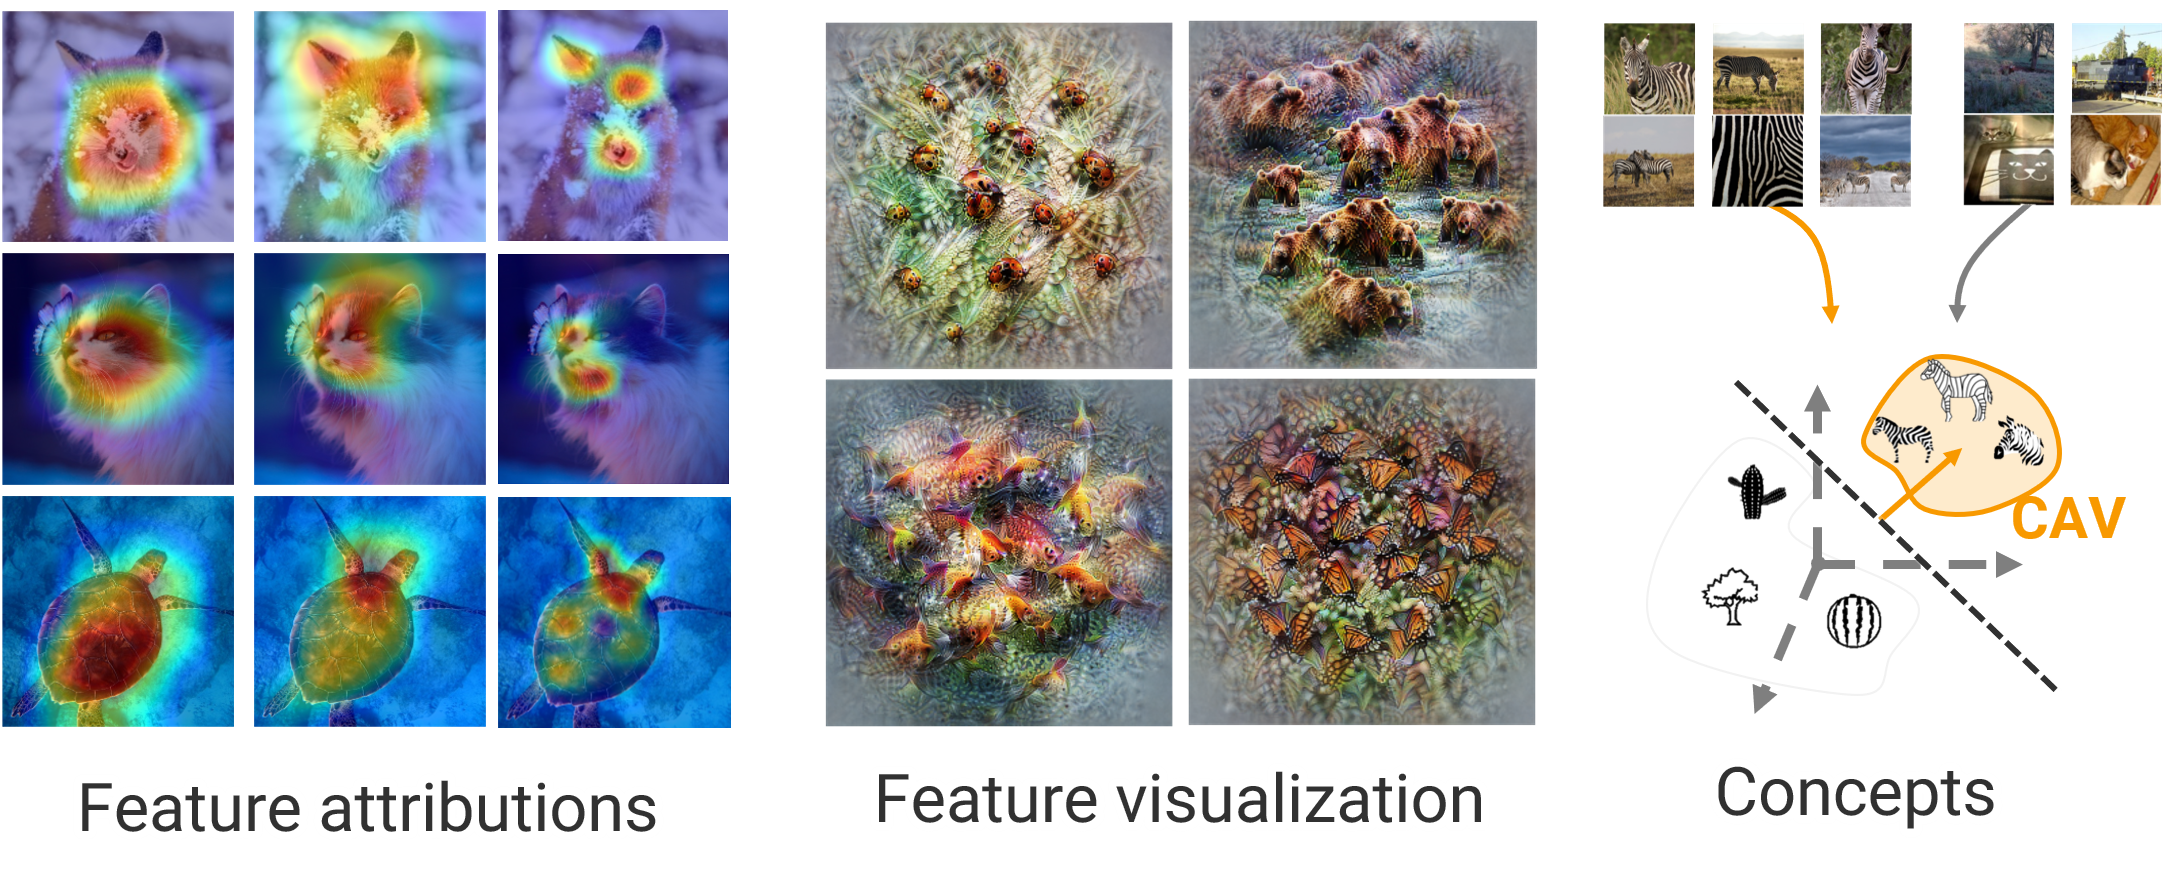 CAV
Feature attributions
Feature visualization
Concepts